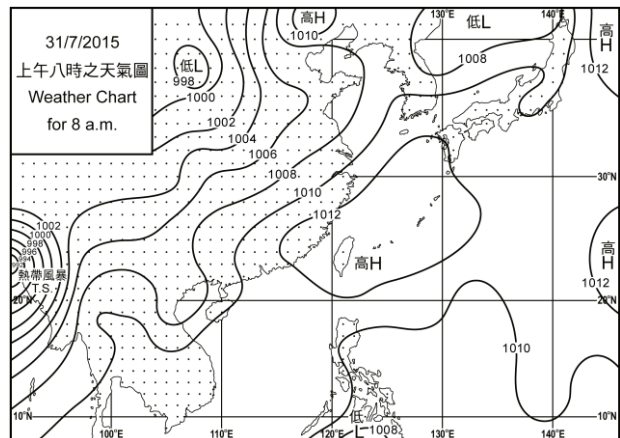 31/7/2015
上午八時之天氣圖
Weather Chart
for 8 a.m.
高H
1010
低L
998
1000
1002
1004
1006
1008
1010
1012
130°E
140°E
低L
1008
高
H
1012
30°N
1002
1000
998
996
994
熱帶風暴
T.S.
20°N
高H
高
H
1012
20°N
1010
10°N
100°E
110°E
120°E
低
L
1008
130°E
140°E
10°N